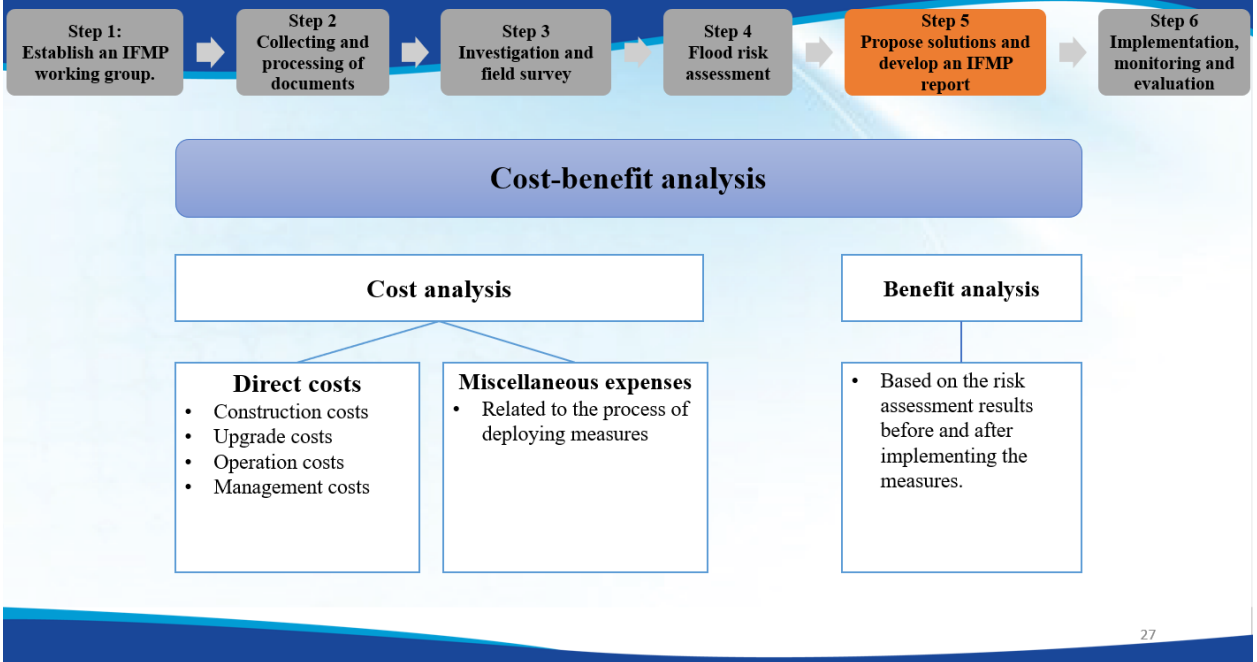 Step 1:
Establish an IFMP
working group.
Step 2
Collecting and
processing of
documents
Step 3
Investigation and
field survey
Step 4
Flood risk
assessment
Step 5
Propose solutions and
develop an IFMP
report
Step 6
Implementation,
monitoring and
evaluation
Cost-benefit analysis
Cost analysis
Direct costs
• Construction costs
• Upgrade costs
• Operation costs
• Management costs
Miscellaneous expenses
• Related to the process of
deploying measures
Benefit analysis
• Based on the risk
assessment results
before and after
implementing the
measures.
27